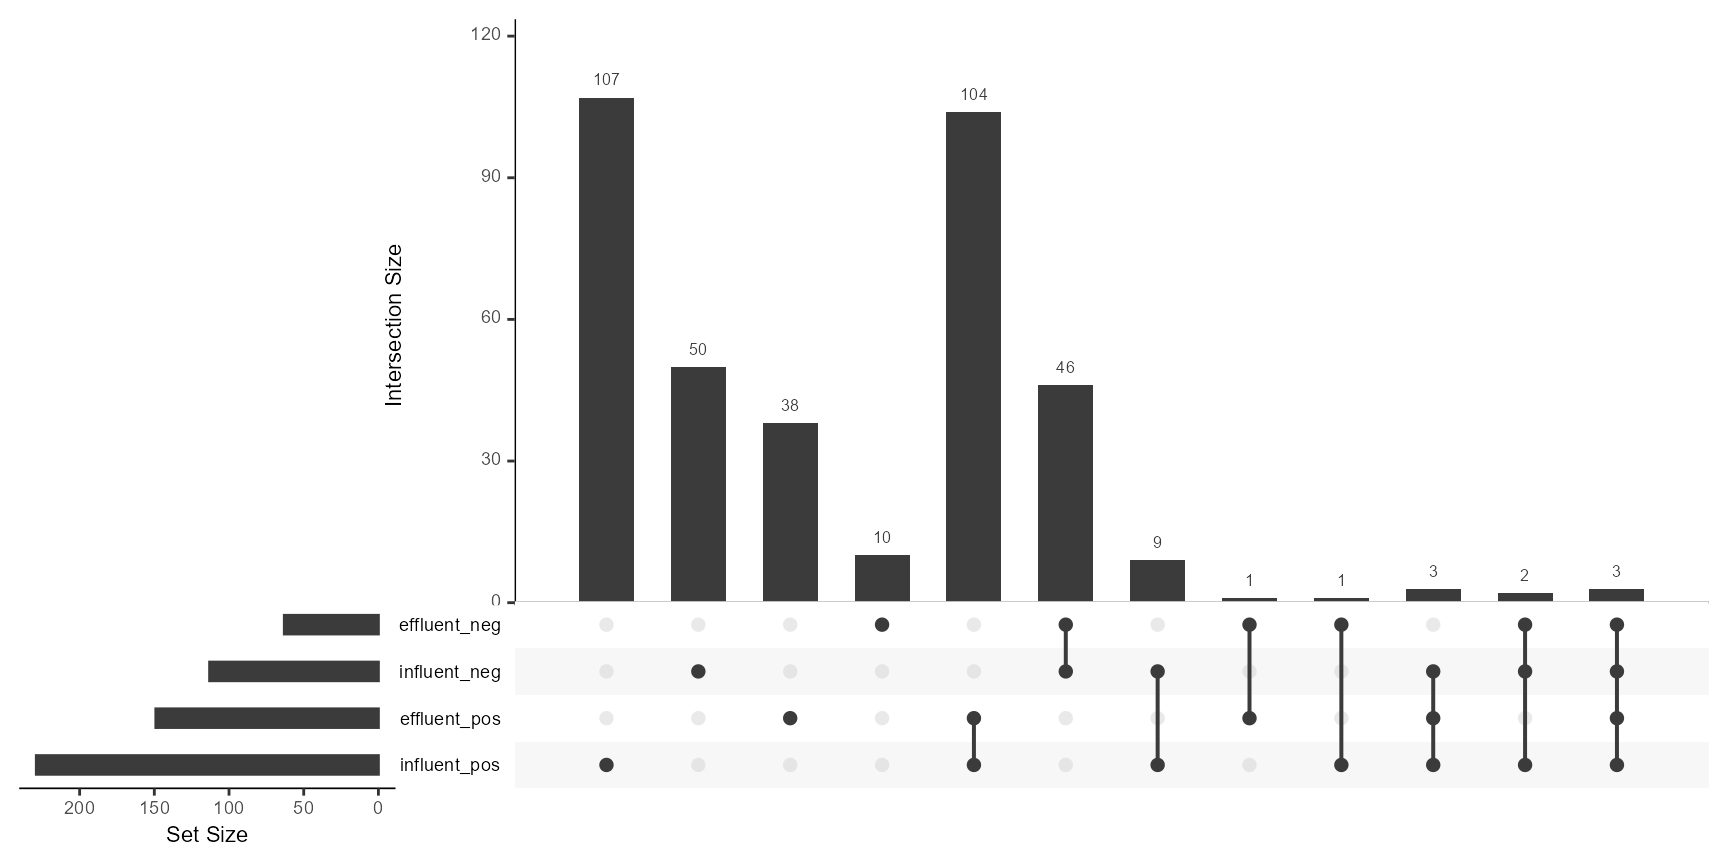 120
107
104
90
60
50
46
38
30
10
9
1
1
3
2
3
0
Intersection Size
effluent_neg
influent_neg
effluent_pos
influent_pos
200 150 100 50 0
Set Size